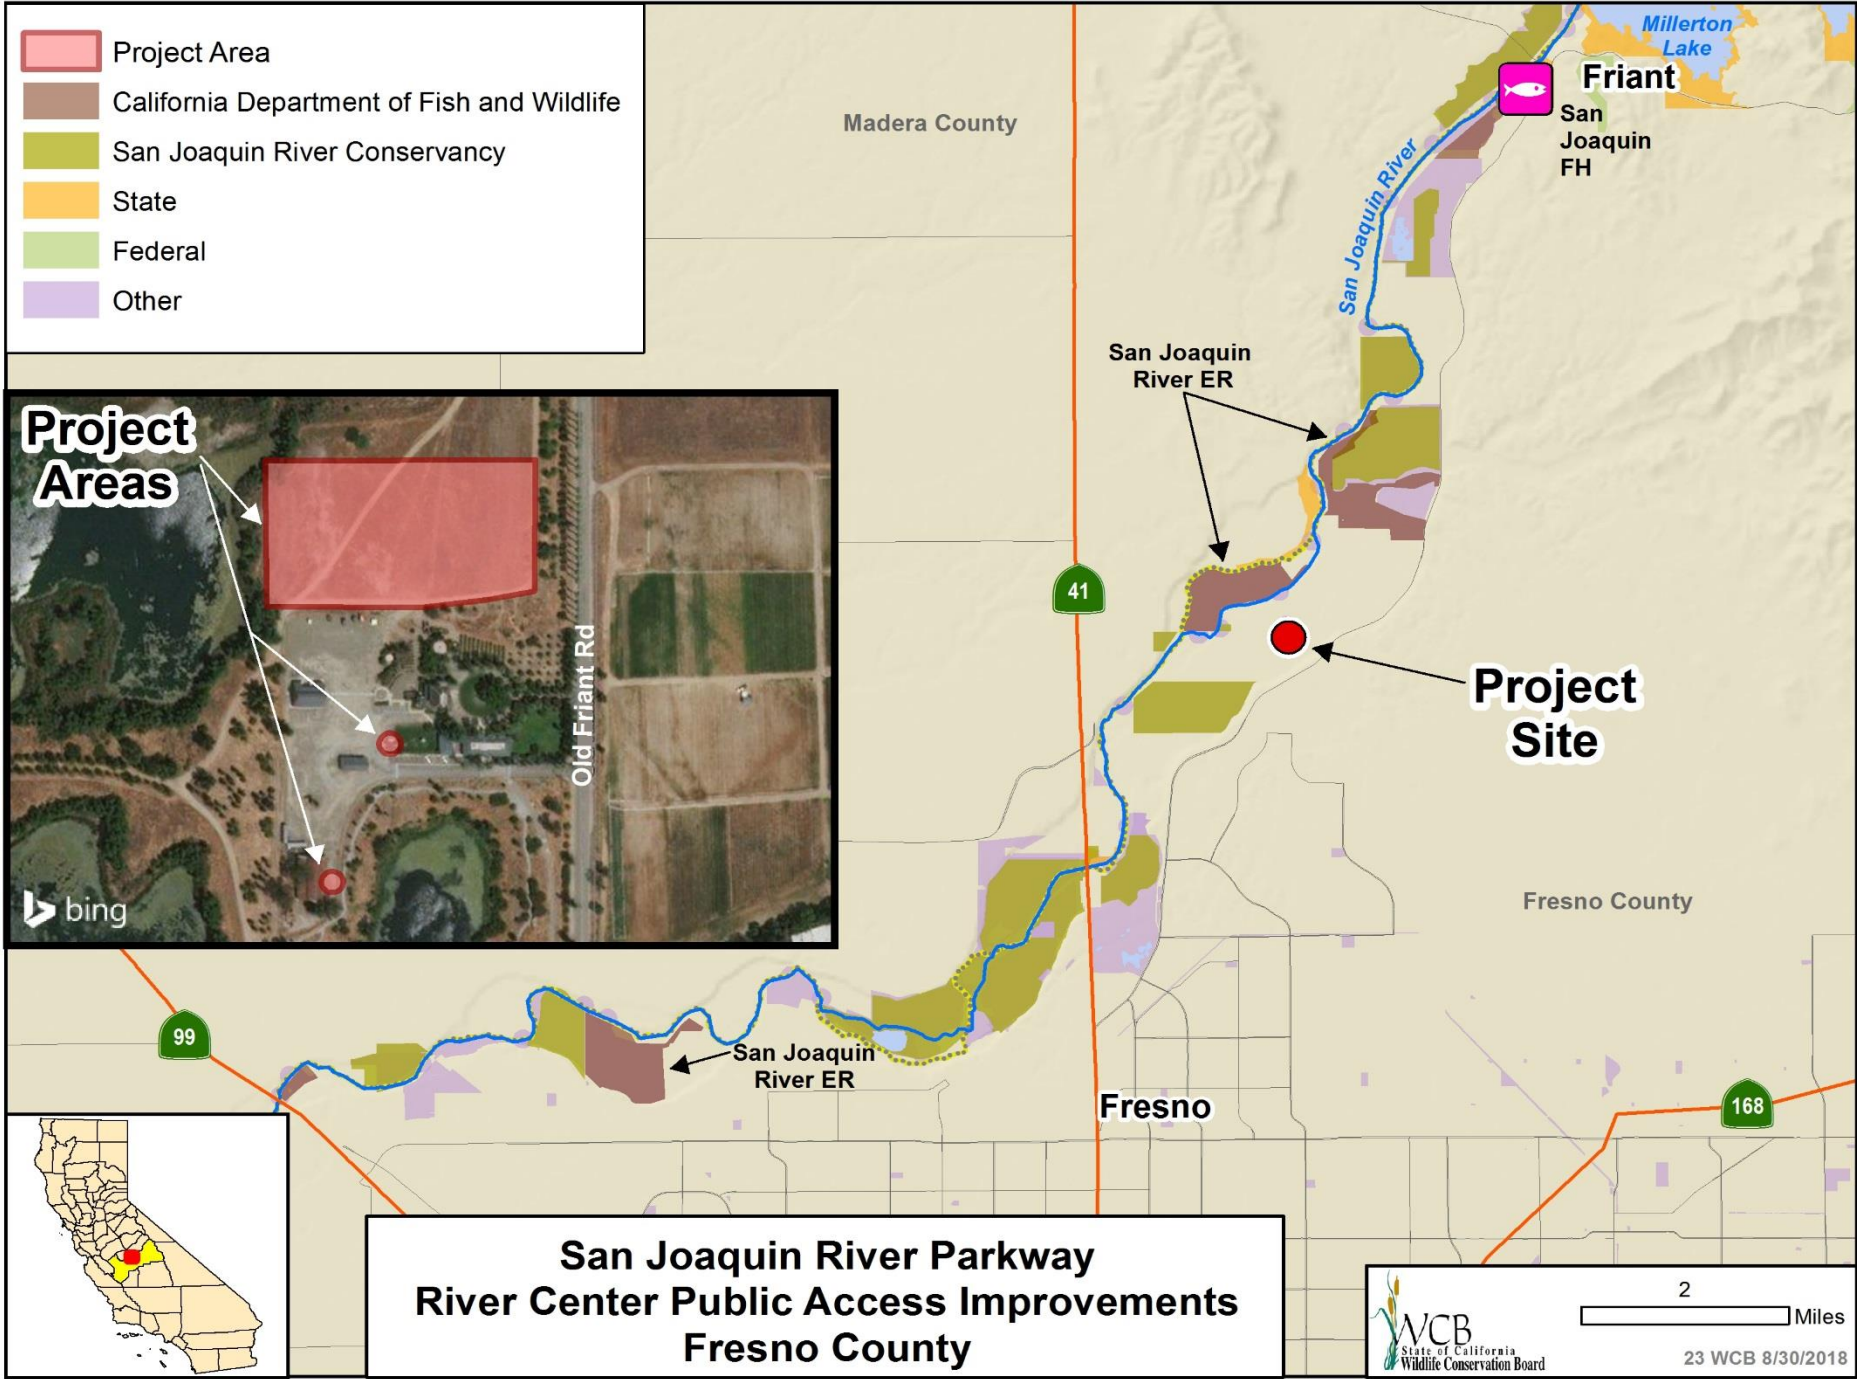 Project Area
California Department of Fish and Wildlife
San Joaquin River Conservancy
State
Federal
Other
Madera County
Millerton
Lake
Friant
San
Joaquin
FH
San Joaquin River
San Joaquin
River ER
41
Project
Areas
Old Friant Rd
bing
Project
Site
Fresno County
99
San Joaquin
River ER
Fresno
168
San Joaquin River Parkway
River Center Public Access Improvements
Fresno County
WCB
State of California
Wildlife Conservation Board
2
Miles
23 WCB 8/30/2018